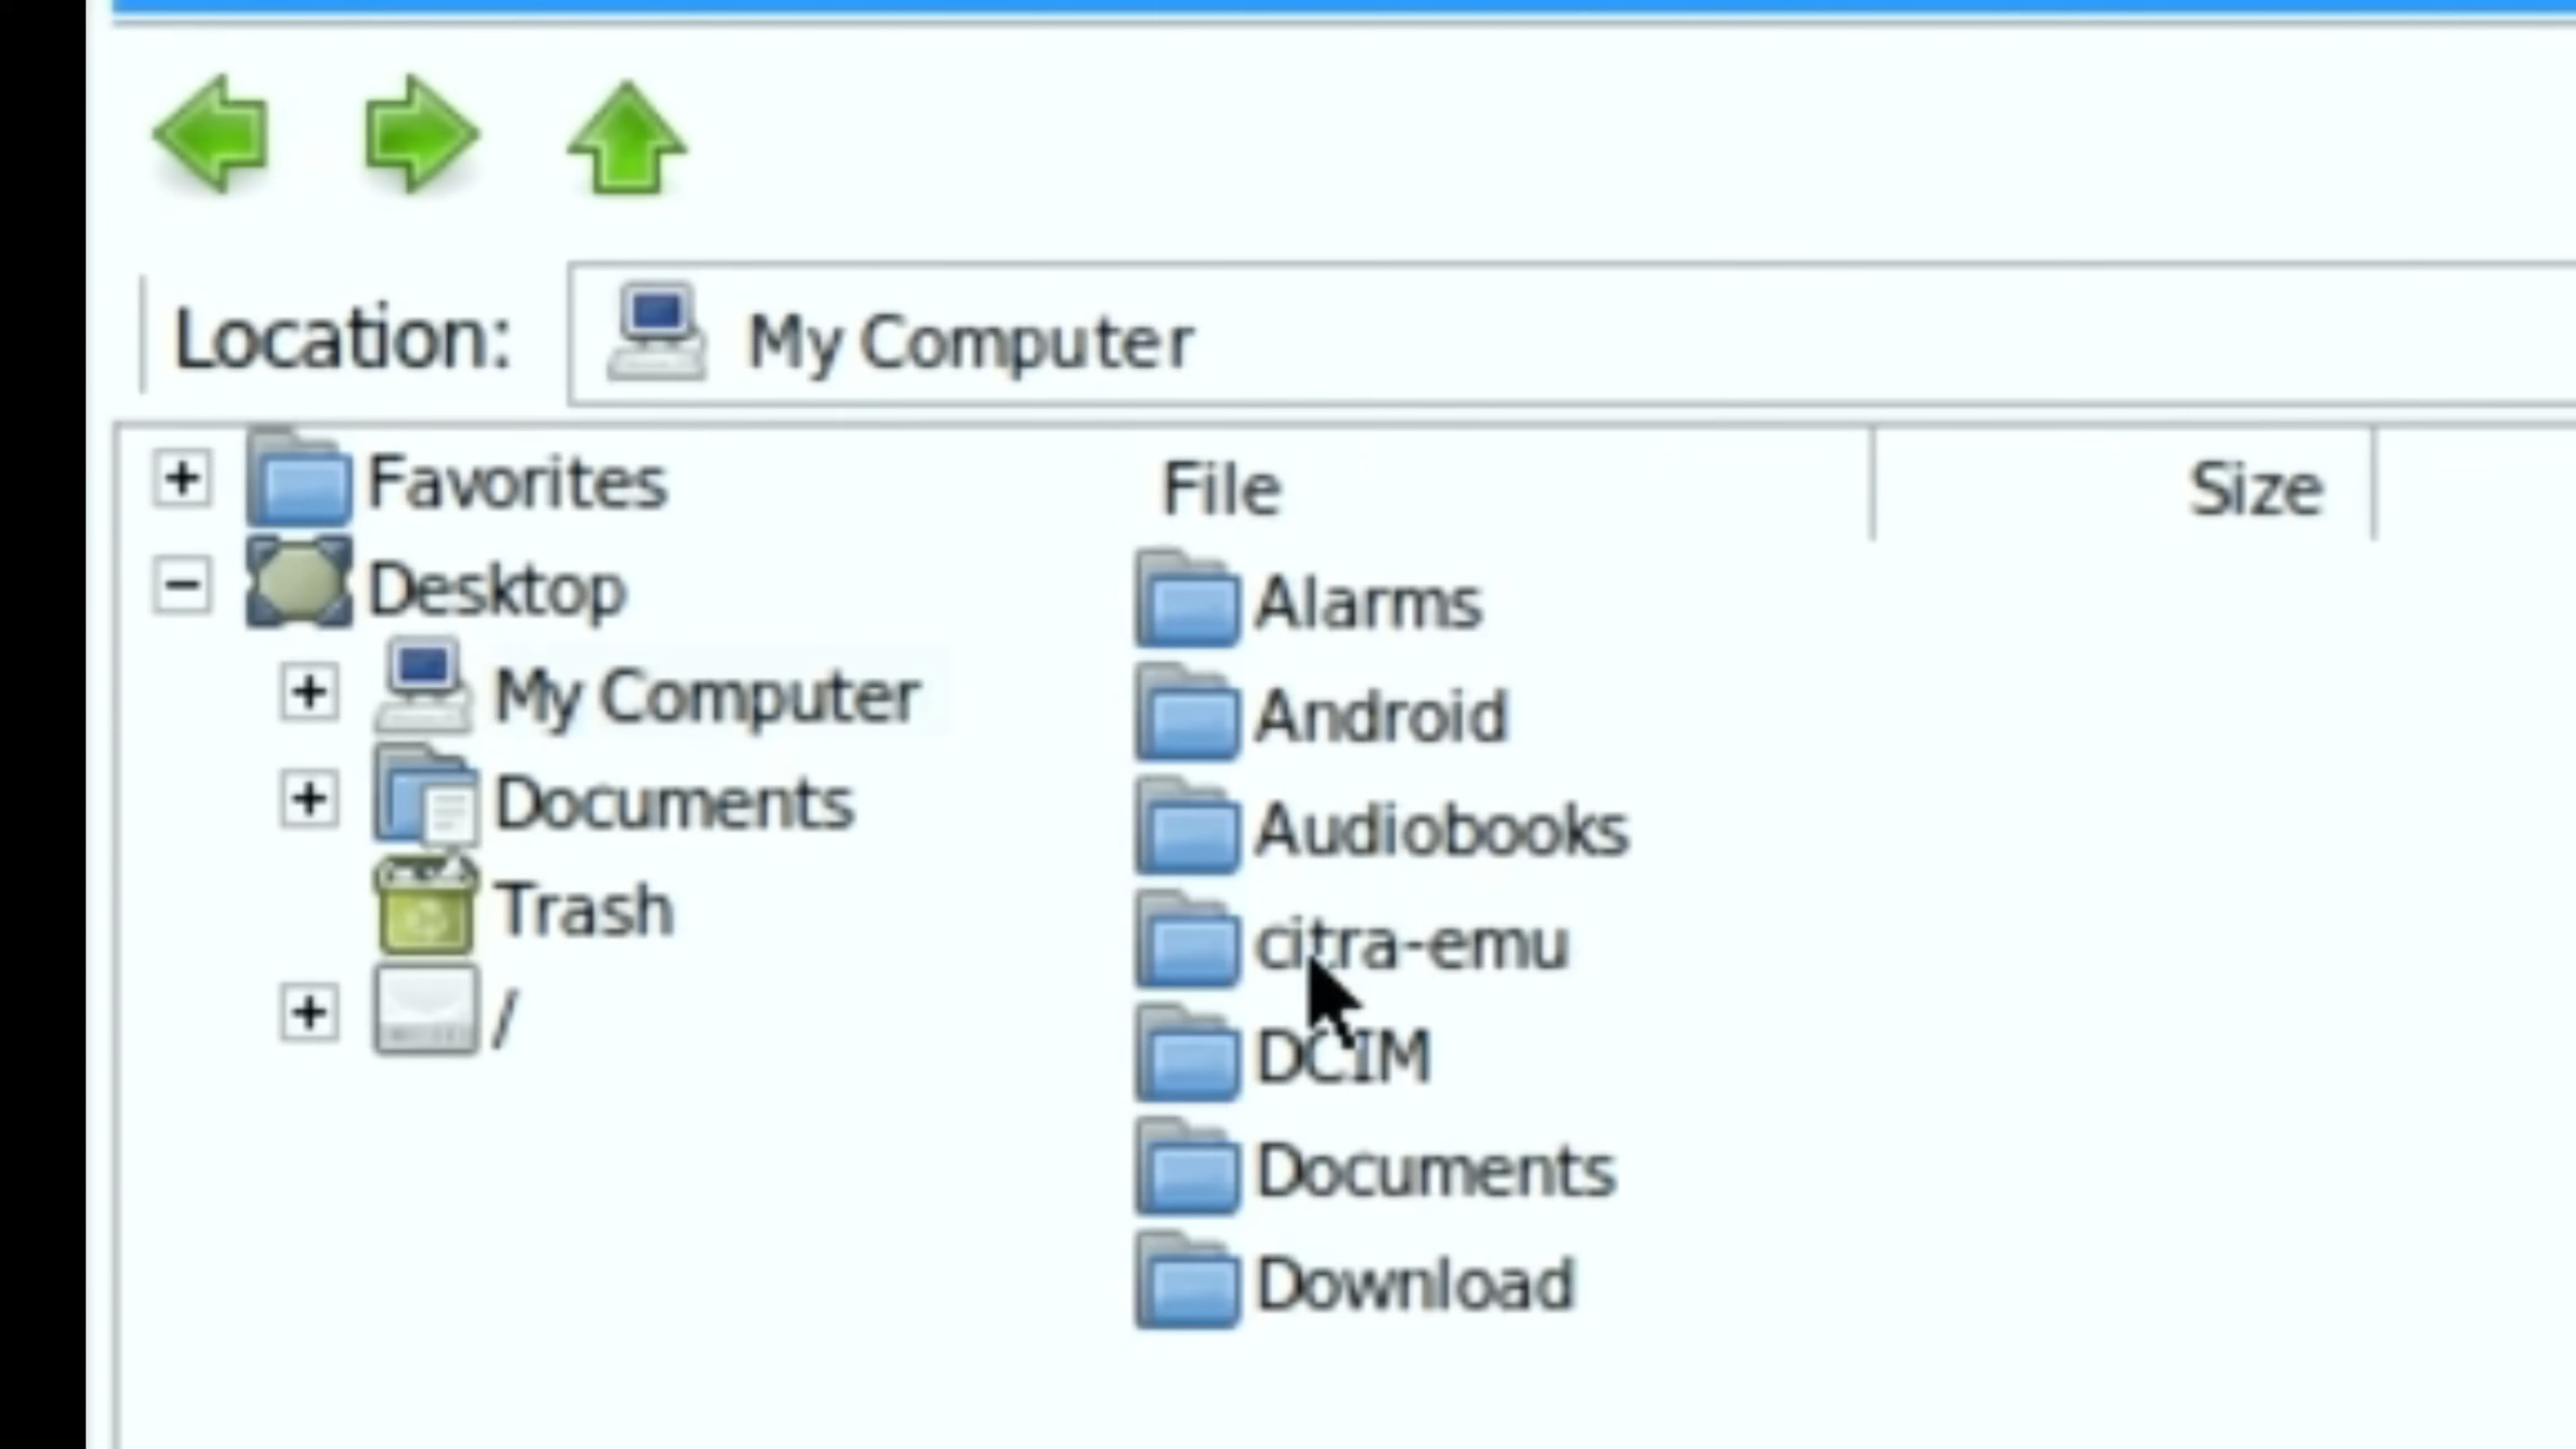 Location: My Computer
Favorites
Desktop
My Computer
Documents
Trash
/
File Size
Alarms
Android
Audiobooks
citra-emu
DCIM
Documents
Download